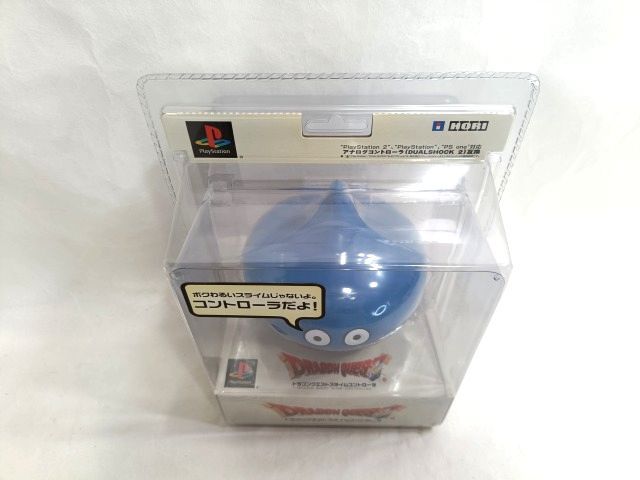 PlayStation
HORI
"PlayStation 2", "PlayStation", "PS one"対応
アナログコントローラ(DUALSHOCK 2)互換
ボクわるいスライムじゃないよ。
コントローラだよ!
DRAGON QUEST
ドラゴンクエストスライムコントローラ
PlayStation
DRAGON QUEST